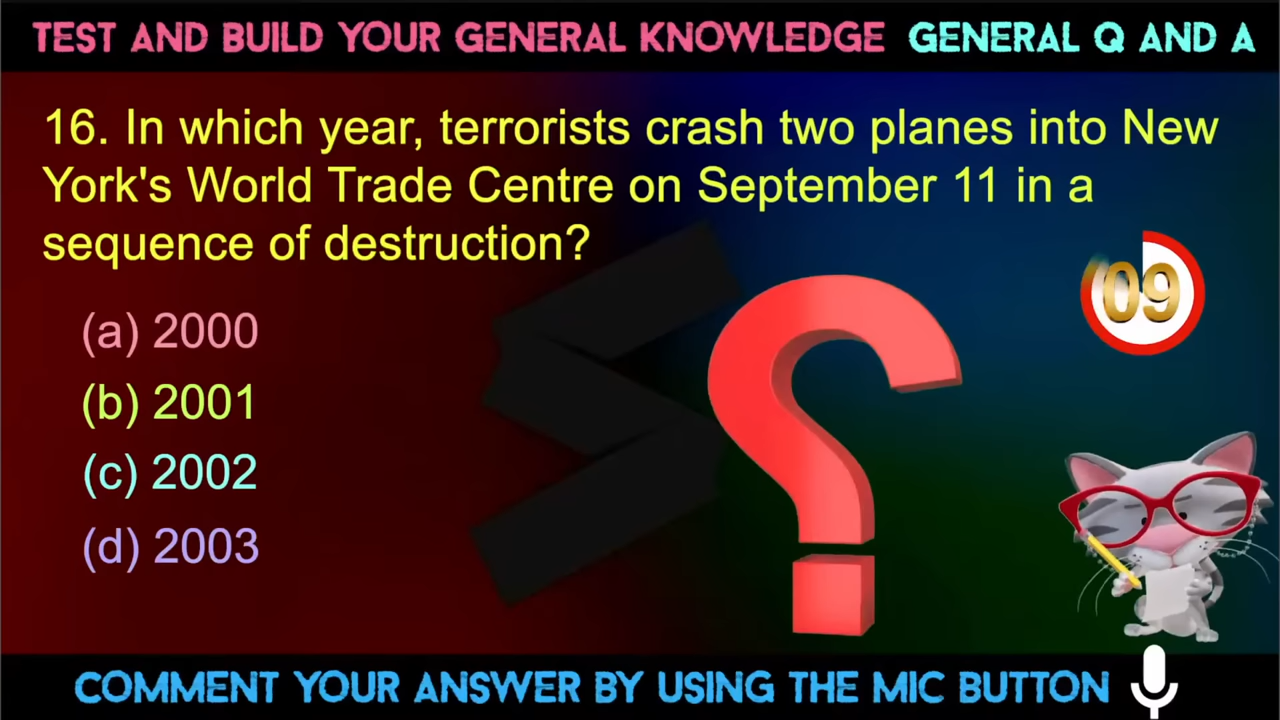 TEST AND BUILD YOUR GENERAL KNOWLEDGE GENERAL Q AND A
16. In which year, terrorists crash two planes into New
York's World Trade Centre on September 11 in a
sequence of destruction?
09
(a) 2000
(b) 2001
(c) 2002
(d) 2003
COMMENT YOUR ANSWER BY USING THE MIC BUTTON